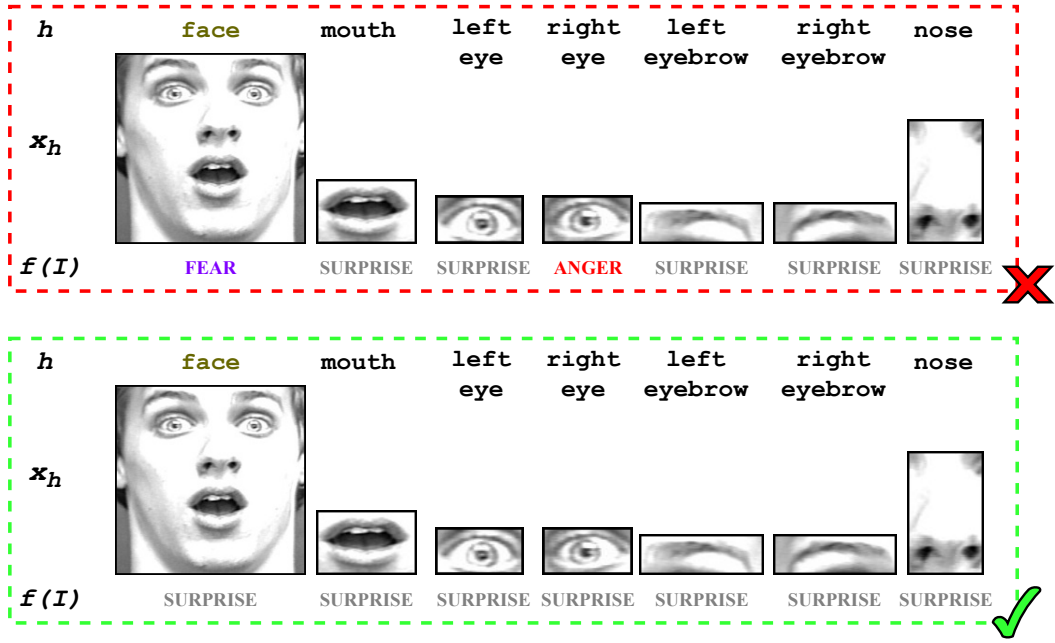 h face mouth left right left right nose
eye eye eyebrow eyebrow
x_h
f(I) FEAR SURPRISE SURPRISE ANGER SURPRISE SURPRISE SURPRISE
h face mouth left right left right nose
eye eye eyebrow eyebrow
x_h
f(I) SURPRISE SURPRISE SURPRISE SURPRISE SURPRISE SURPRISE SURPRISE